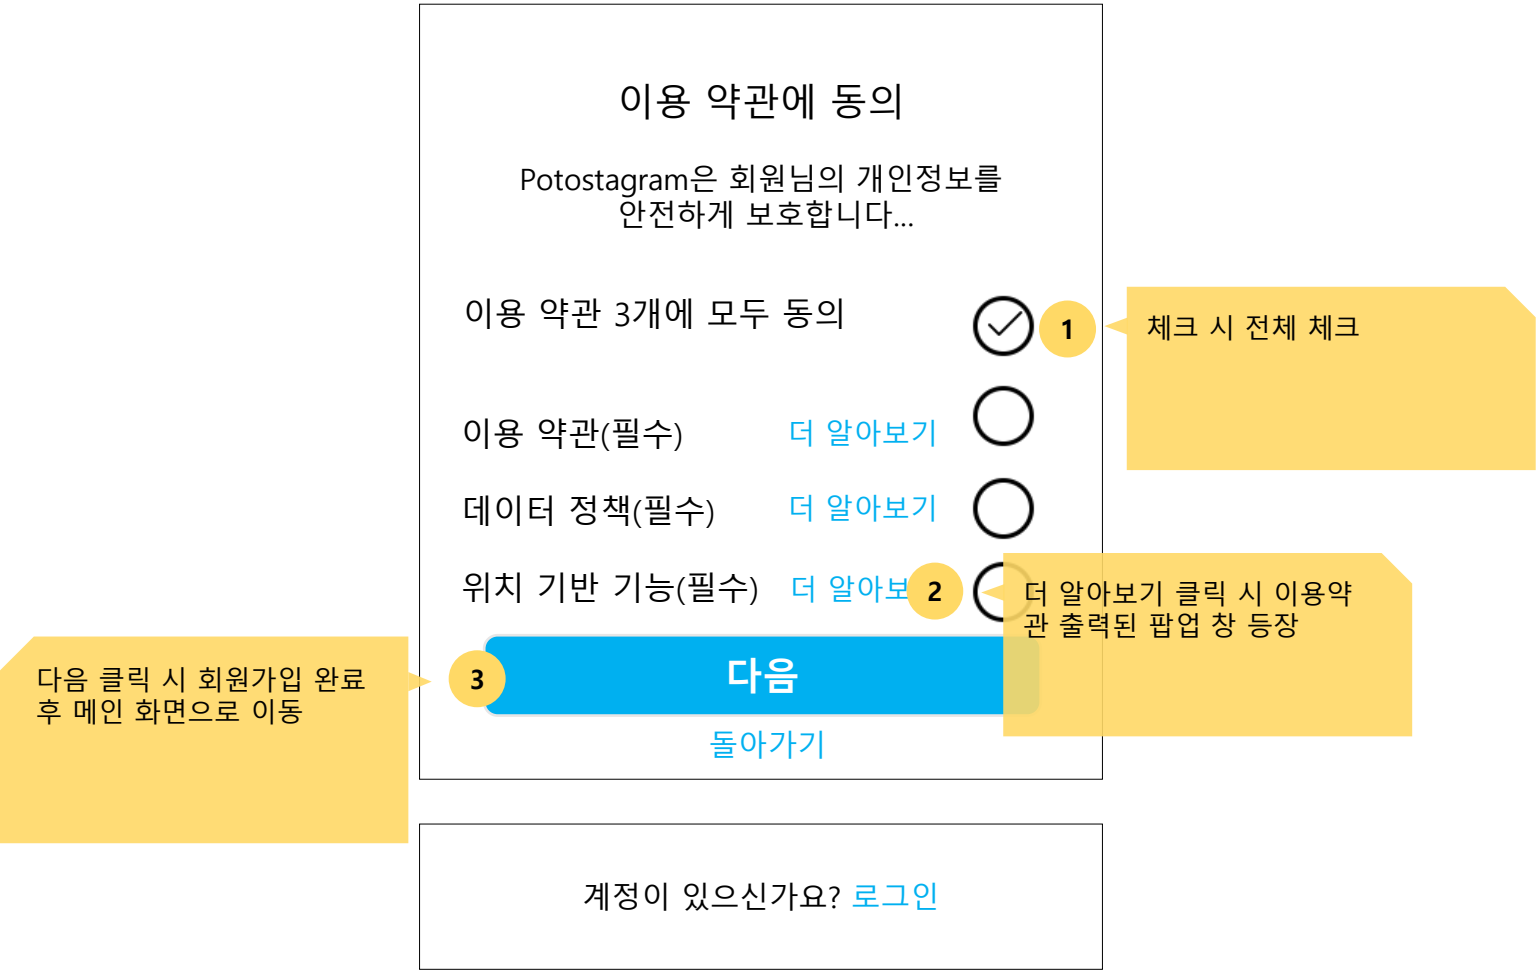 이용 약관에 동의
Potostagram은 회원님의 개인정보를
안전하게 보호합니다...
이용 약관 3개에 모두 동의
1
체크 시 전체 체크
이용 약관(필수) 더 알아보기
데이터 정책(필수) 더 알아보기
위치 기반 기능(필수) 더 알아보
2
더 알아보기 클릭 시 이용약
관 출력된 팝업 창 등장
다음 클릭 시 회원가입 완료
후 메인 화면으로 이동
3
다음
돌아가기
계정이 있으신가요? 로그인